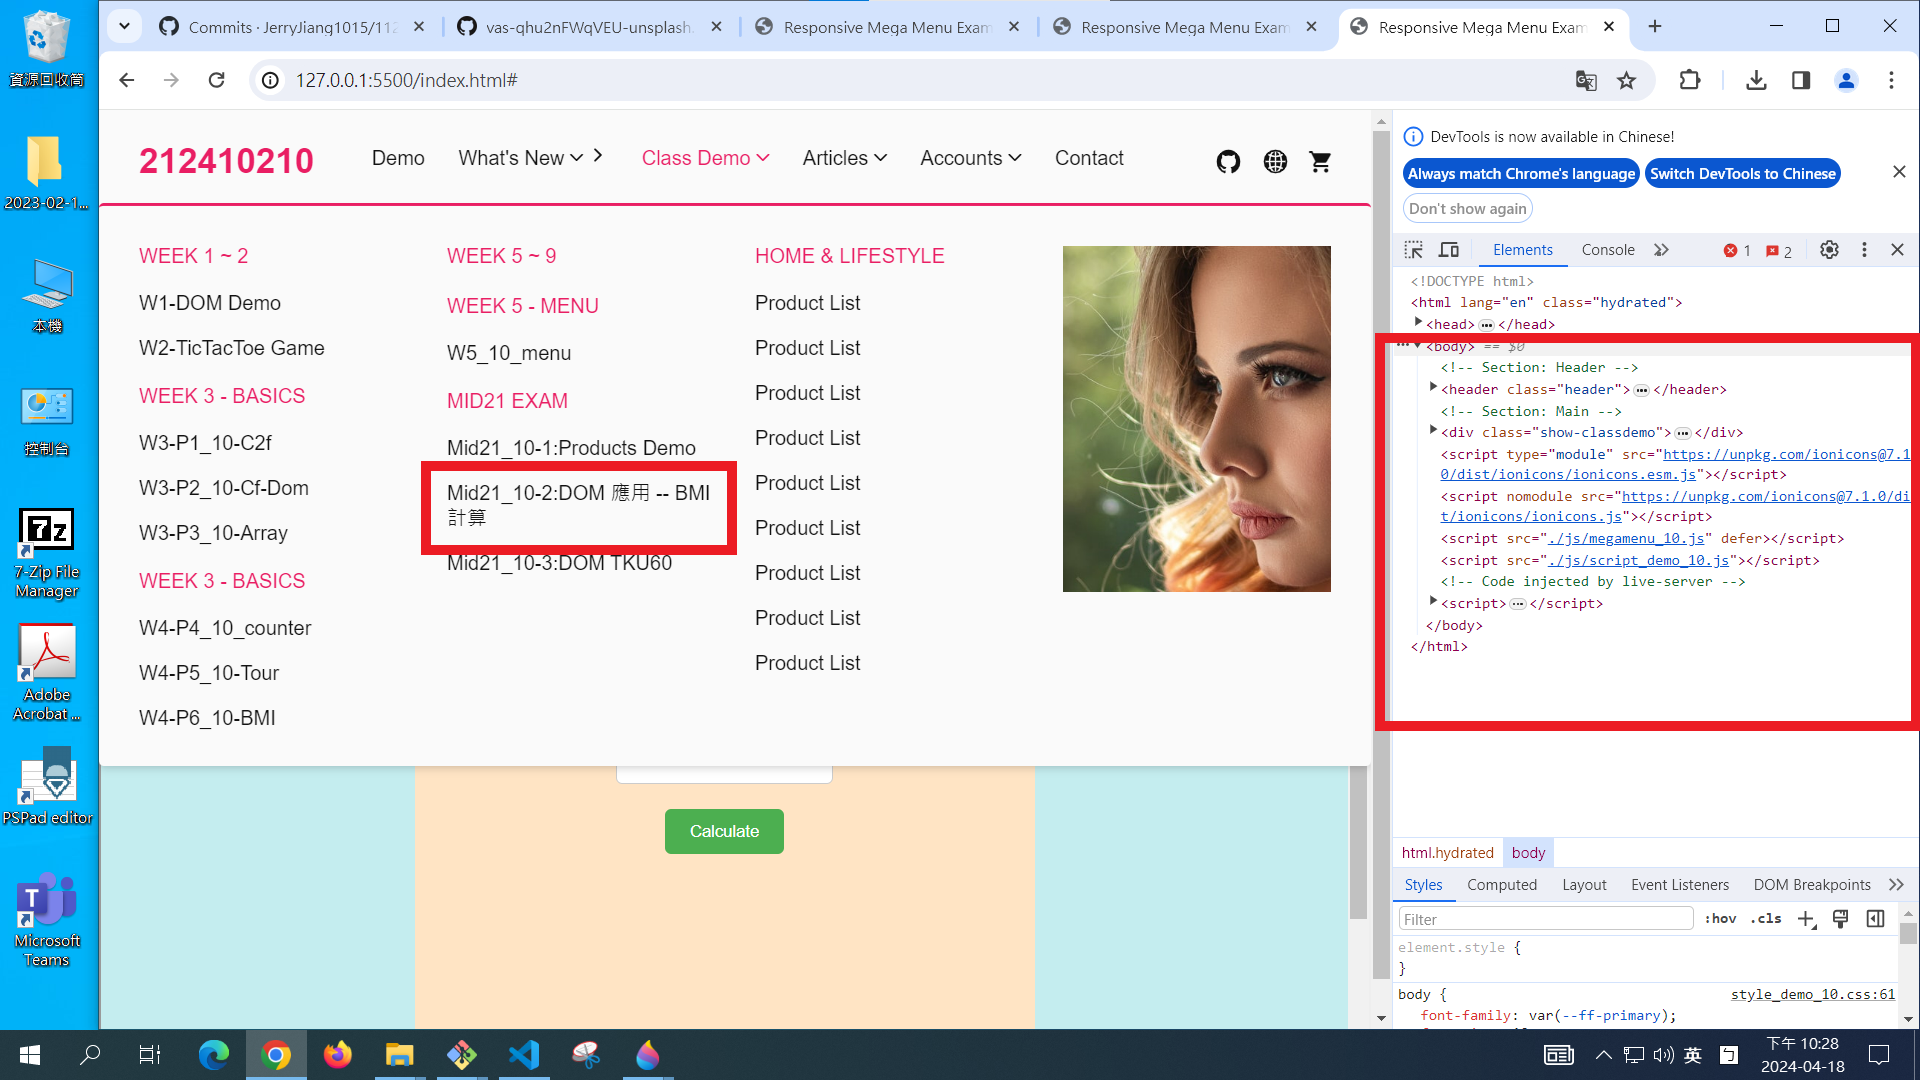 資源回收筒
2023-02-1...
本機
控制台
7z
7-Zip File
Manager
Adobe
Acrobat ...
PSPad editor
Microsoft
Teams
Commits · JerryJiang1015/112
vas-qhu2nFWqVEU-unsplash.
Responsive Mega Menu Exam
Responsive Mega Menu Exam
Responsive Mega Menu Exam
127.0.0.1:5500/index.html#
212410210
Demo
What's New
Class Demo
Articles
Accounts
Contact
WEEK 1 ~ 2
W1-DOM Demo
W2-TicTacToe Game
WEEK 3 - BASICS
W3-P1_10-C2f
W3-P2_10-Cf-Dom
W3-P3_10-Array
WEEK 3 - BASICS
W4-P4_10_counter
W4-P5_10-Tour
W4-P6_10-BMI
WEEK 5 ~ 9
WEEK 5 - MENU
W5_10_menu
MID21 EXAM
Mid21_10-1:Products Demo
Mid21_10-2:DOM 應用 -- BMI
計算
Mid21_10-3:DOM TKU60
HOME & LIFESTYLE
Product List
Product List
Product List
Product List
Product List
Product List
Product List
Product List
Product List
Calculate
DevTools is now available in Chinese!
Always match Chrome's language
Switch DevTools to Chinese
Don't show again
Elements
Console
1
2
<!DOCTYPE html>
<html lang="en" class="hydrated">
<head> ... </head>
<body> == $0
<!-- Section: Header -->
<header class="header"> ... </header>
<!-- Section: Main -->
<div class="show-classdemo"> ... </div>
<script type="module" src="https://unpkg.com/ionicons@7.1.
0/dist/ionicons/ionicons.esm.js"></script>
<script nomodule src="https://unpkg.com/ionicons@7.1.0/dis
t/ionicons/ionicons.js"></script>
<script src="./js/megamenu_10.js" defer></script>
<script src="./js/script_demo_10.js"></script>
<!-- Code injected by live-server -->
<script> ... </script>
</body>
</html>
html.hydrated
body
Styles
Computed
Layout
Event Listeners
DOM Breakpoints
Filter
:hov
.cls
element.style {
}
body {
style_demo_10.css:61
font-family: var(--ff-primary);
英
ㄅ
下午 10:28
2024-04-18